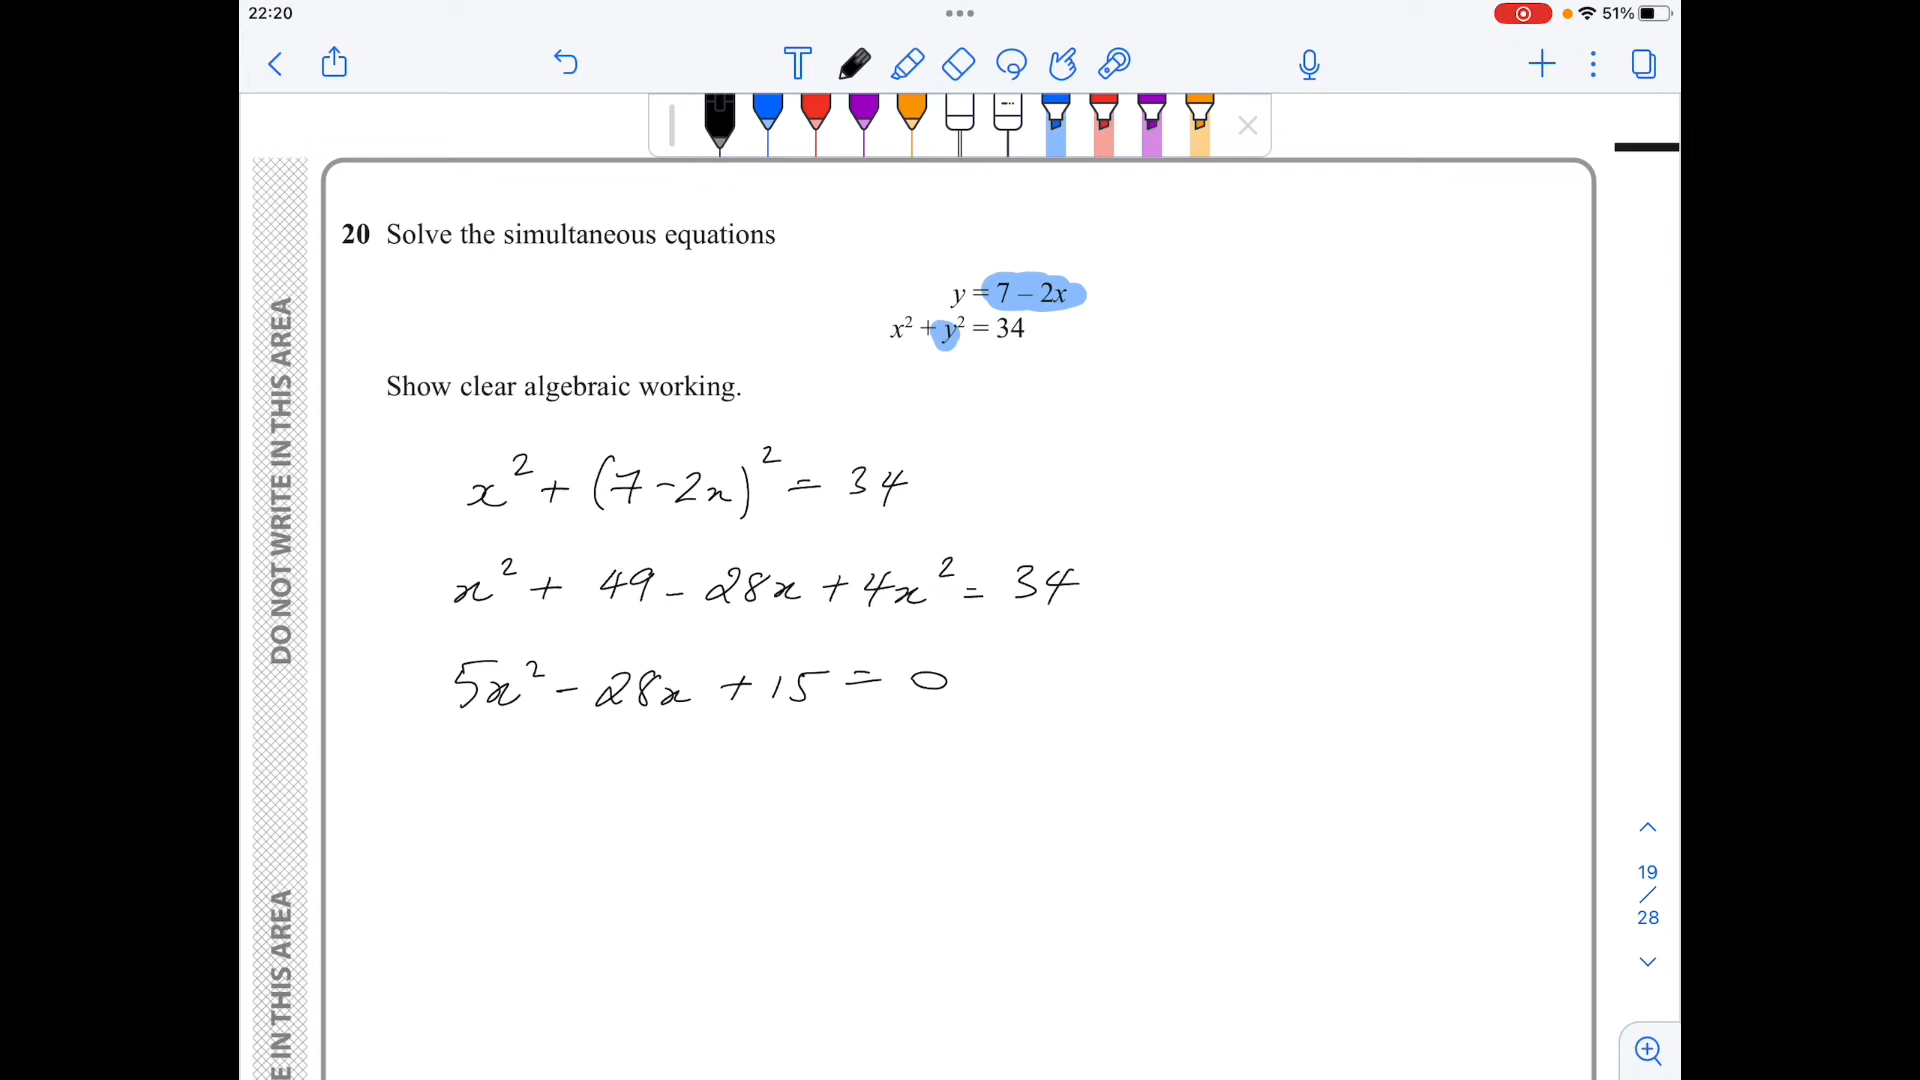 22:20
51%
20 Solve the simultaneous equations
y = 7 – 2x
x² + y² = 34
Show clear algebraic working.
x² + (7 - 2x)² = 34
x² + 49 - 28x + 4x² = 34
5x² - 28x + 15 = 0
DO NOT WRITE IN THIS AREA
E IN THIS AREA
19
/
28